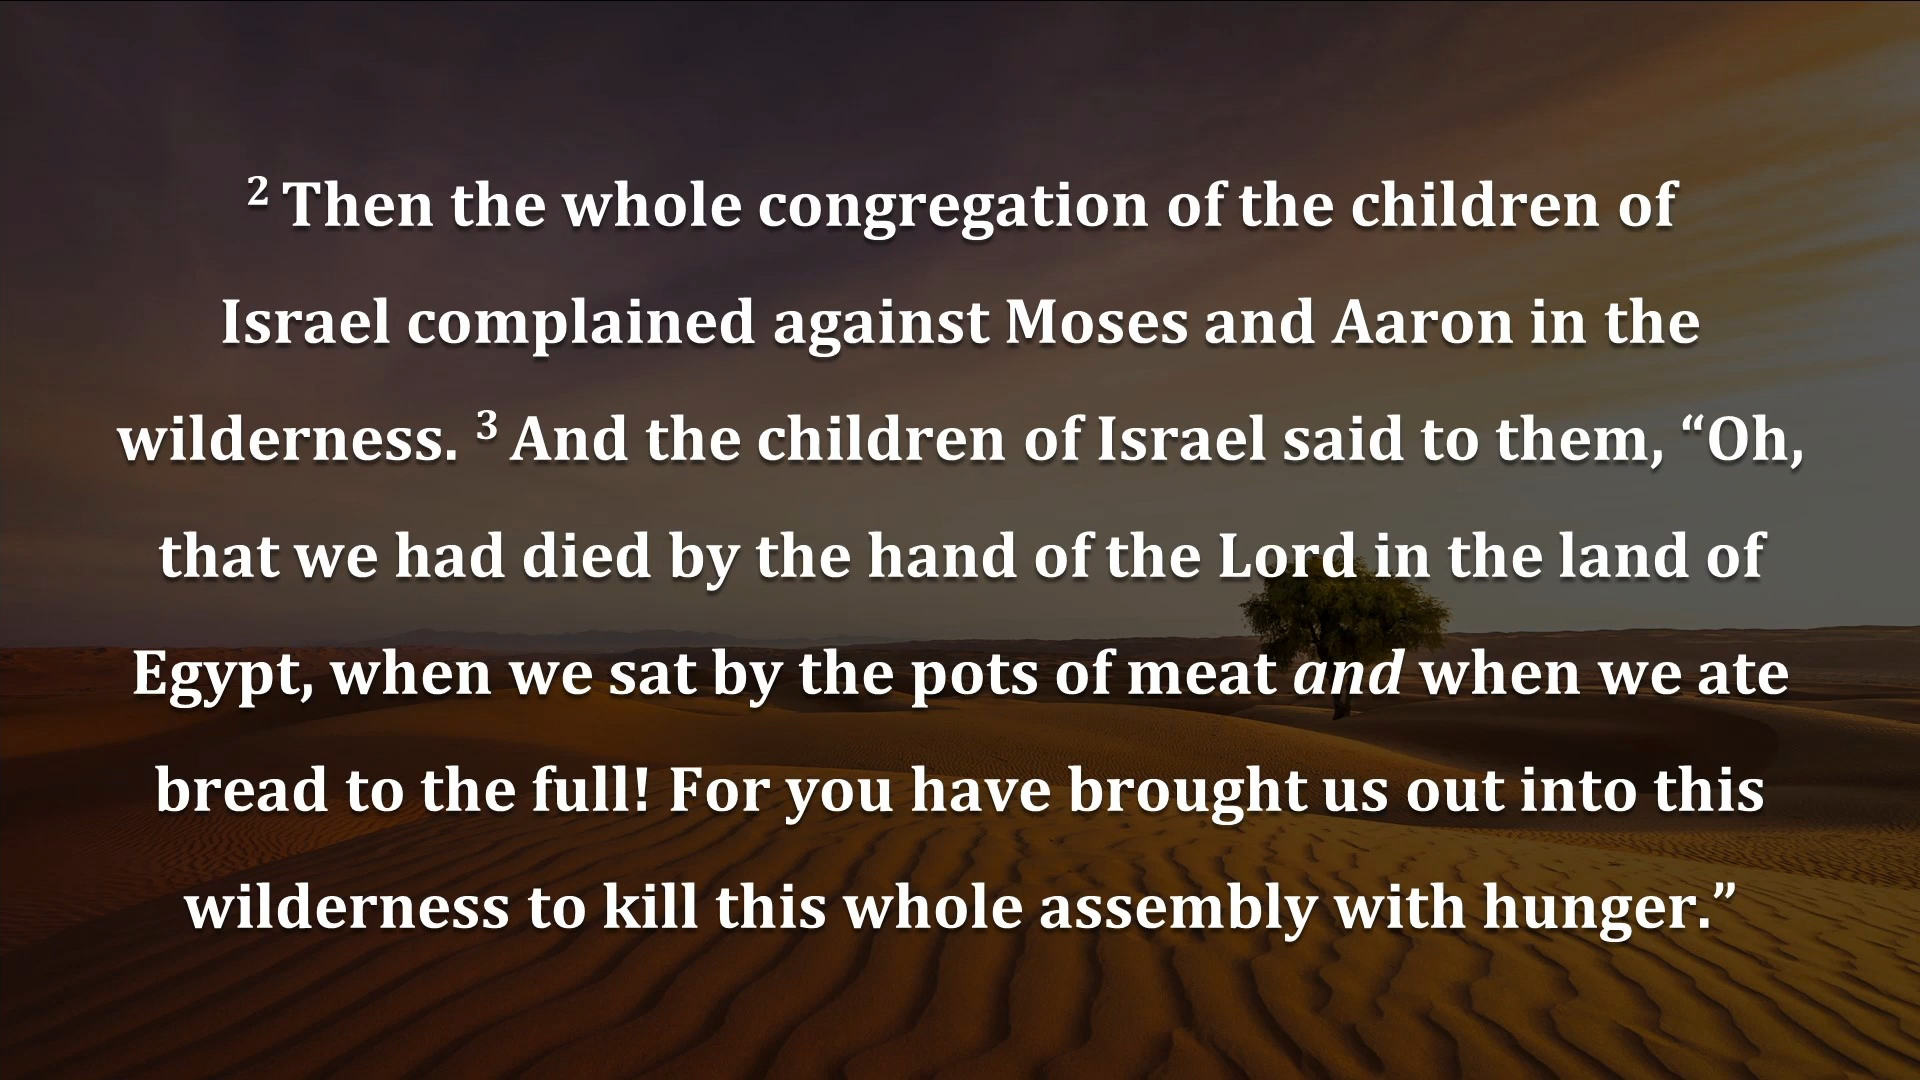 2 Then the whole congregation of the children of
Israel complained against Moses and Aaron in the
wilderness. 3 And the children of Israel said to them, “Oh,
that we had died by the hand of the Lord in the land of
Egypt, when we sat by the pots of meat and when we ate
bread to the full! For you have brought us out into this
wilderness to kill this whole assembly with hunger.”